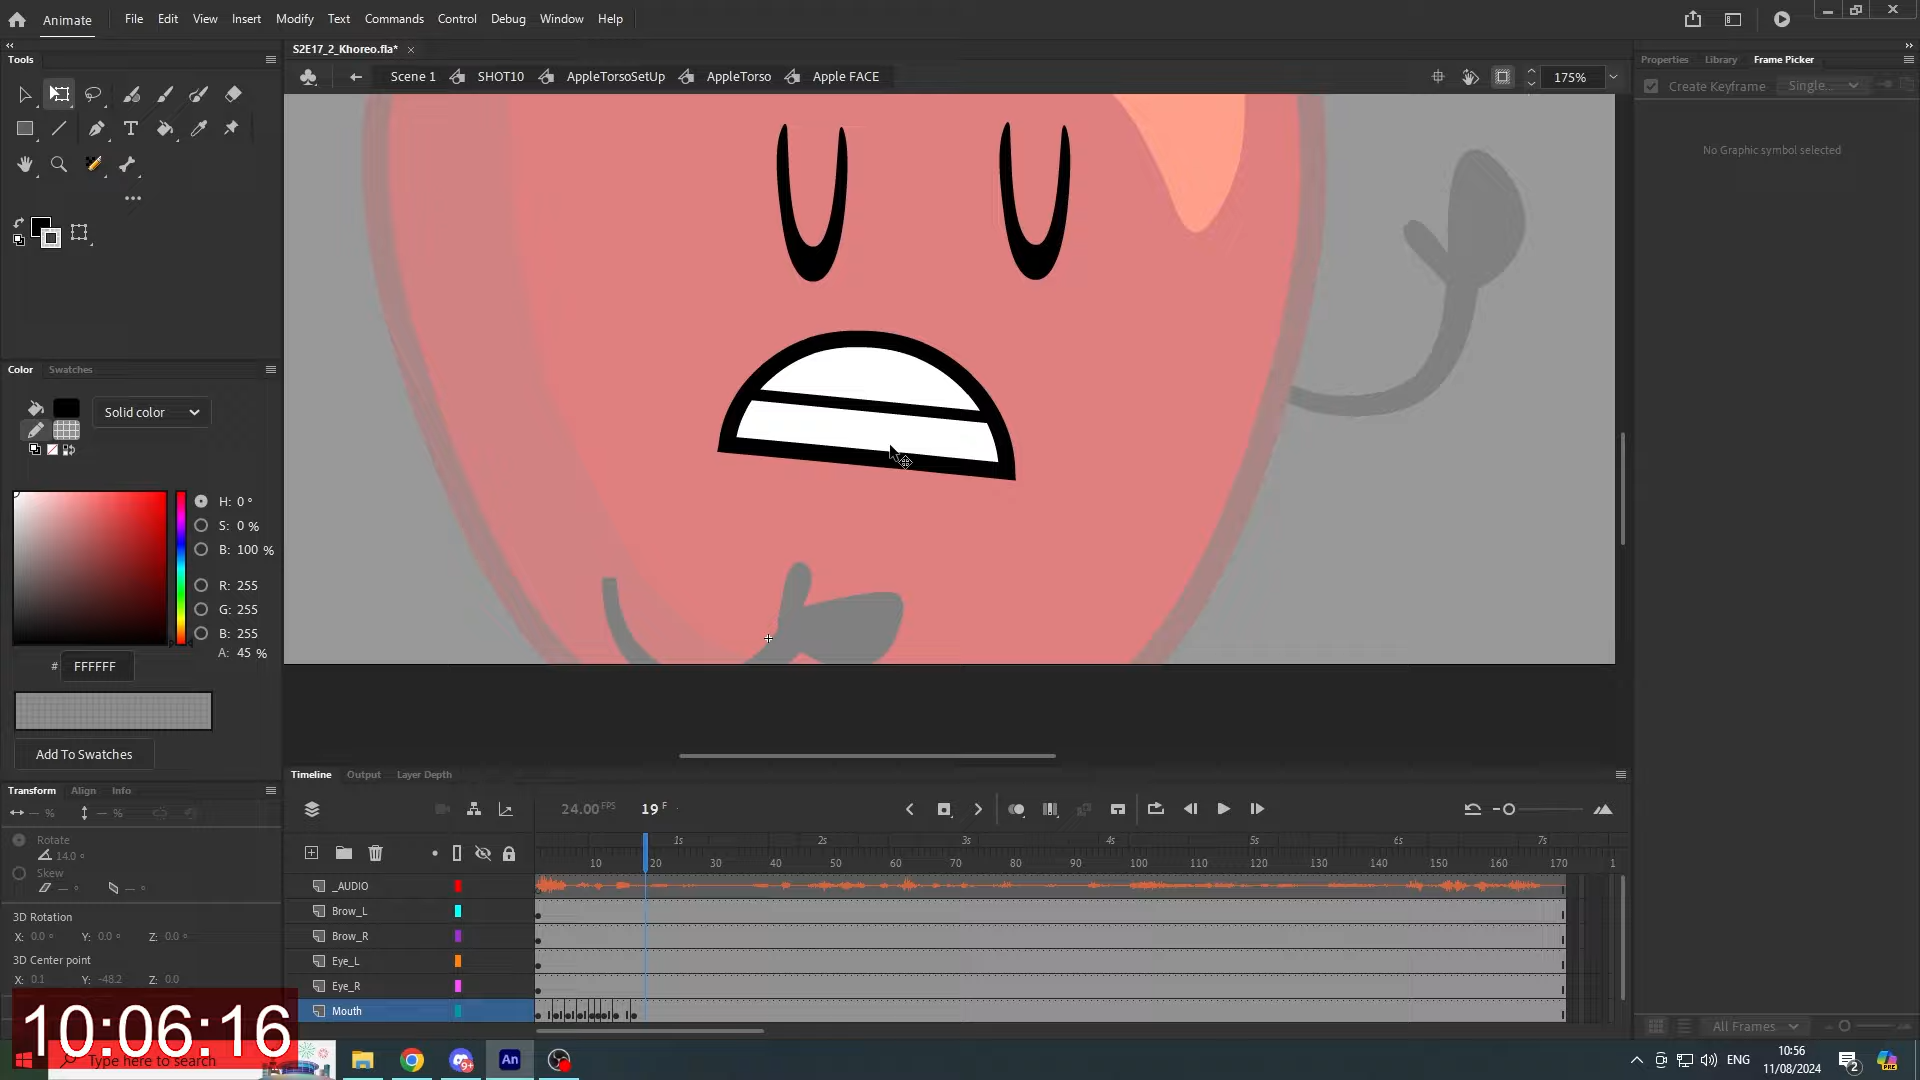 Animate
File Edit View Insert Modify Text Commands Control Debug Window Help
Tools
S2E17_2_Khoreo.fla*
Scene 1 SHOT10 AppleTorsoSetUp AppleTorso Apple FACE
175%
Properties Library Frame Picker
Create Keyframe Single...
No Graphic symbol selected
Color Swatches
Solid color
H: 0 °
S: 0 %
B: 100 %
R: 255
G: 255
B: 255
A: 45 %
# FFFFFF
Add To Swatches
Transform Align Info
— % — %
Rotate
14.0 °
Skew
— ° — °
3D Rotation
X: 0.0 ° Y: 0.0 ° Z: 0.0 °
3D Center point
X: 0.1 Y: -48.2 Z: 0.0
Timeline Output Layer Depth
24.00 FPS 19 F
1s 2s 3s 4s 5s 6s 7s
10 20 30 40 50 60 70 80 90 100 110 120 130 140 150 160 170 1
_AUDIO
Brow_L
Brow_R
Eye_L
Eye_R
Mouth
All Frames
10:06:16
Type here to search
9+
An
ENG
10:56
11/08/2024
2
PRE